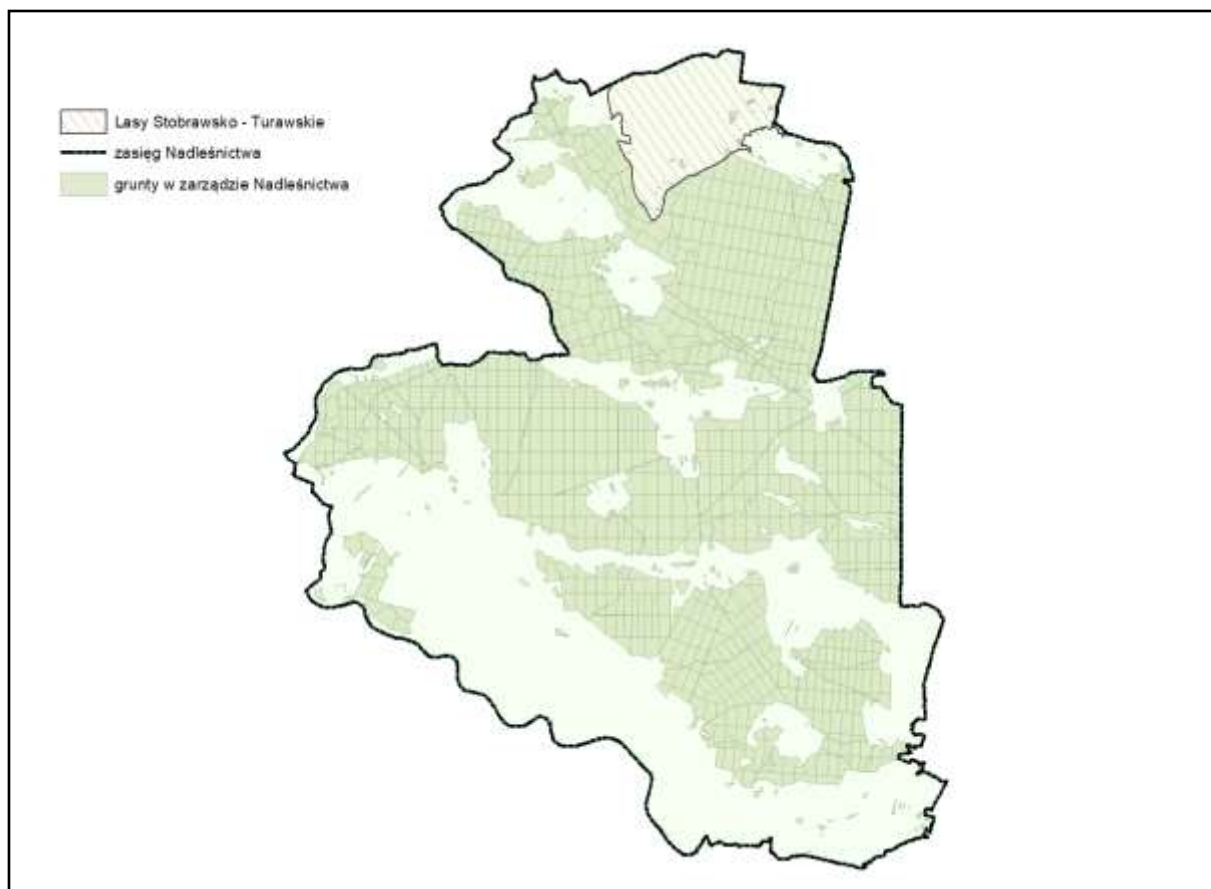 Lasy Stobrawsko - Turawskie
zasięg Nadleśnictwa
grunty w zarządzie Nadleśnictwa